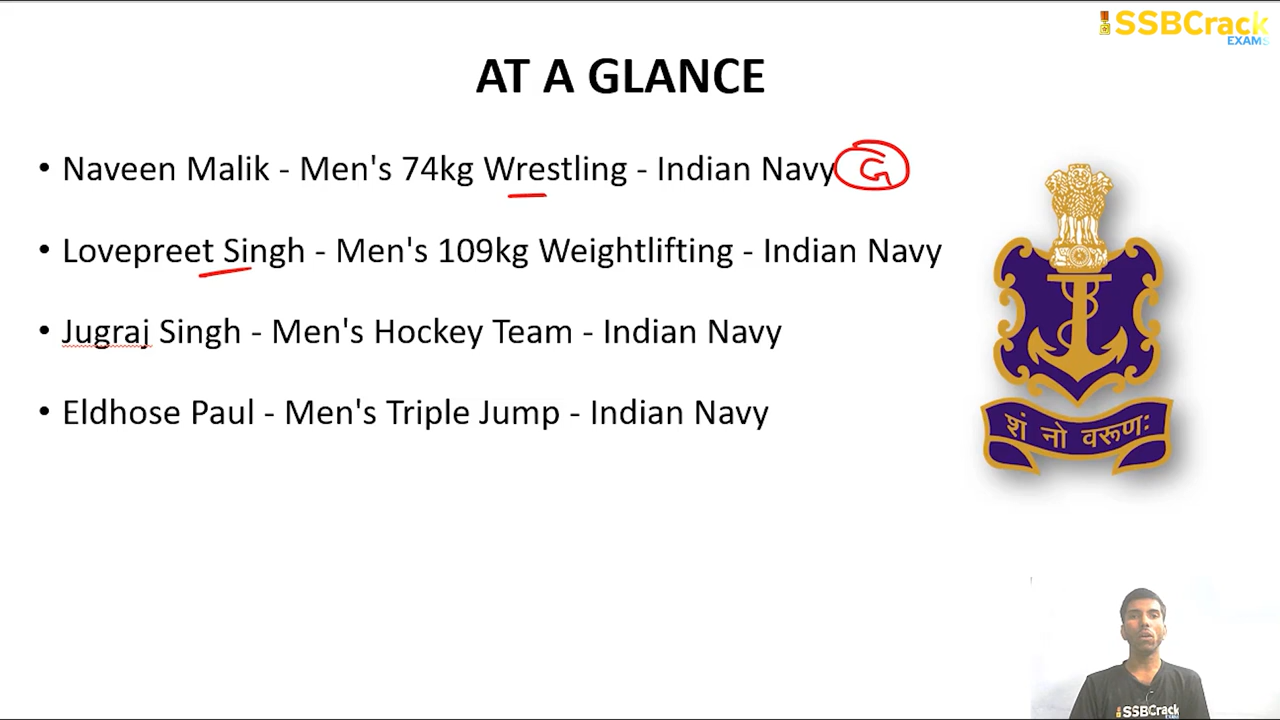 SSBCrack
EXAMS
AT A GLANCE
• Naveen Malik - Men's 74kg Wrestling - Indian Navy G
• Lovepreet Singh - Men's 109kg Weightlifting - Indian Navy
• Jugraj Singh - Men's Hockey Team - Indian Navy
• Eldhose Paul - Men's Triple Jump - Indian Navy
शं नो वरूणः
SSBCrack